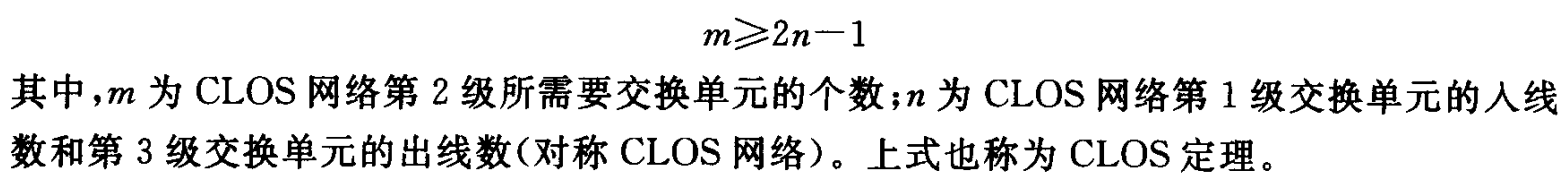 m⩾2n−1
其中,m 为 CLOS 网络第 2 级所需要交换单元的个数;n 为 CLOS 网络第 1 级交换单元的入线
数和第 3 级交换单元的出线数(对称 CLOS 网络)。上式也称为 CLOS 定理。